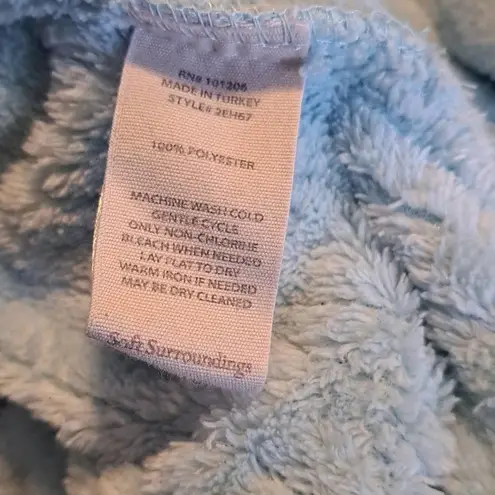 RN# 101206
MADE IN TURKEY
STYLE# 2EH67
100% POLYESTER
MACHINE WASH COLD
GENTLE CYCLE
ONLY NON-CHLORINE
BLEACH WHEN NEEDED
LAY FLAT TO DRY
WARM IRON IF NEEDED
MAY BE DRY CLEANED
Soft Surroundings